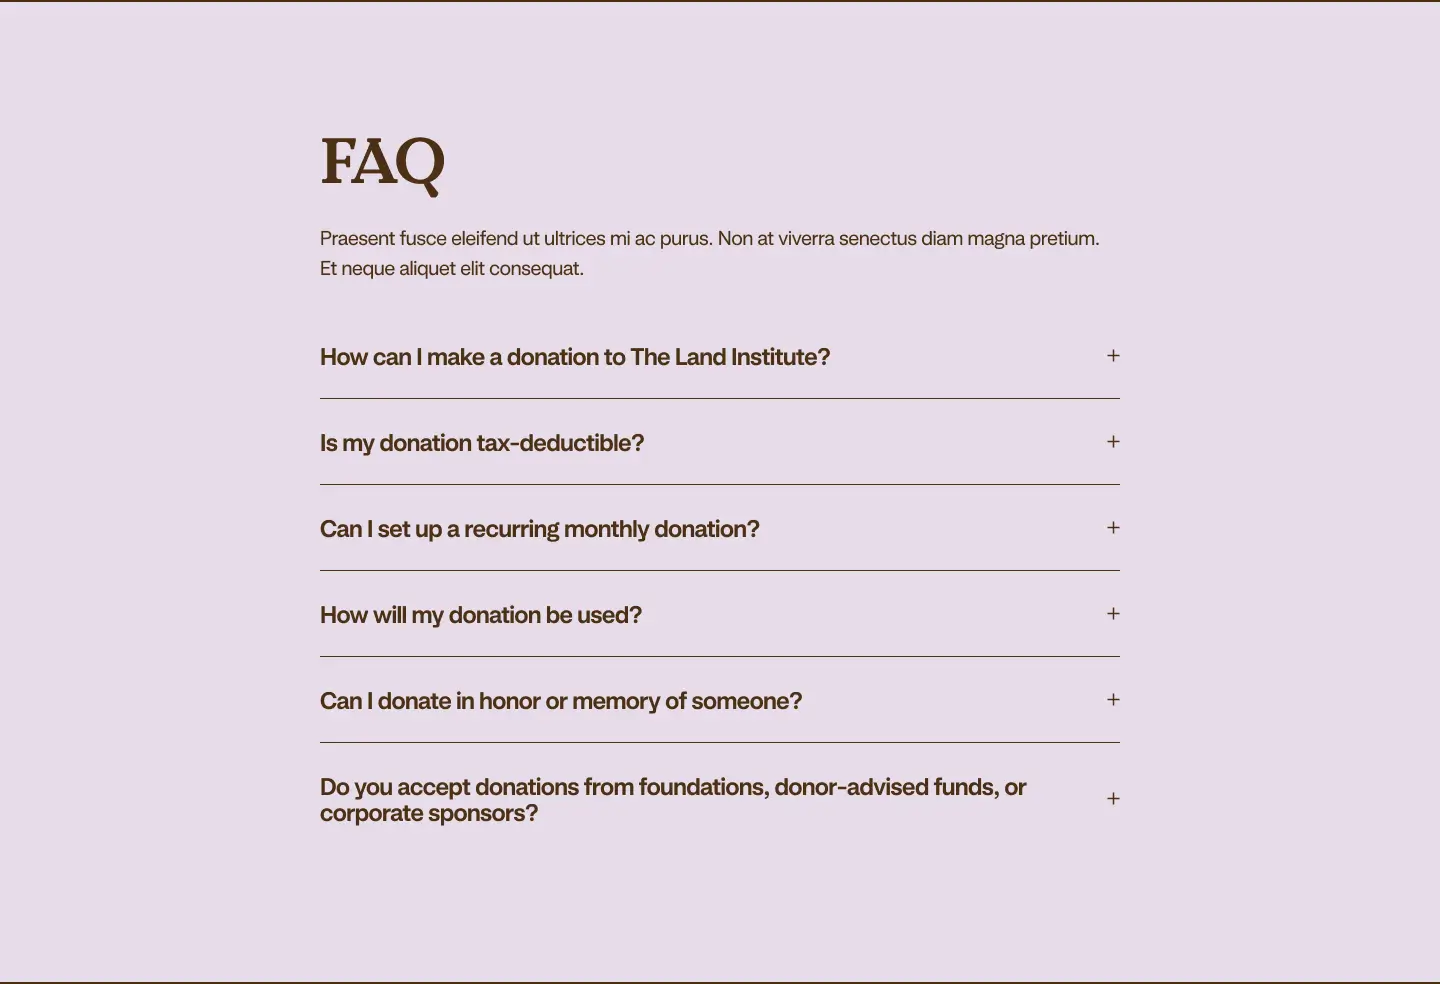 FAQ
Praesent fusce eleifend ut ultrices mi ac purus. Non at viverra senectus diam magna pretium.
Et neque aliquet elit consequat.
How can I make a donation to The Land Institute?
+
Is my donation tax-deductible?
+
Can I set up a recurring monthly donation?
+
How will my donation be used?
+
Can I donate in honor or memory of someone?
+
Do you accept donations from foundations, donor-advised funds, or
corporate sponsors?
+